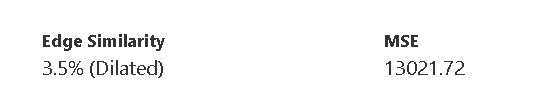 Edge Similarity MSE
3.5% (Dilated) 13021.72